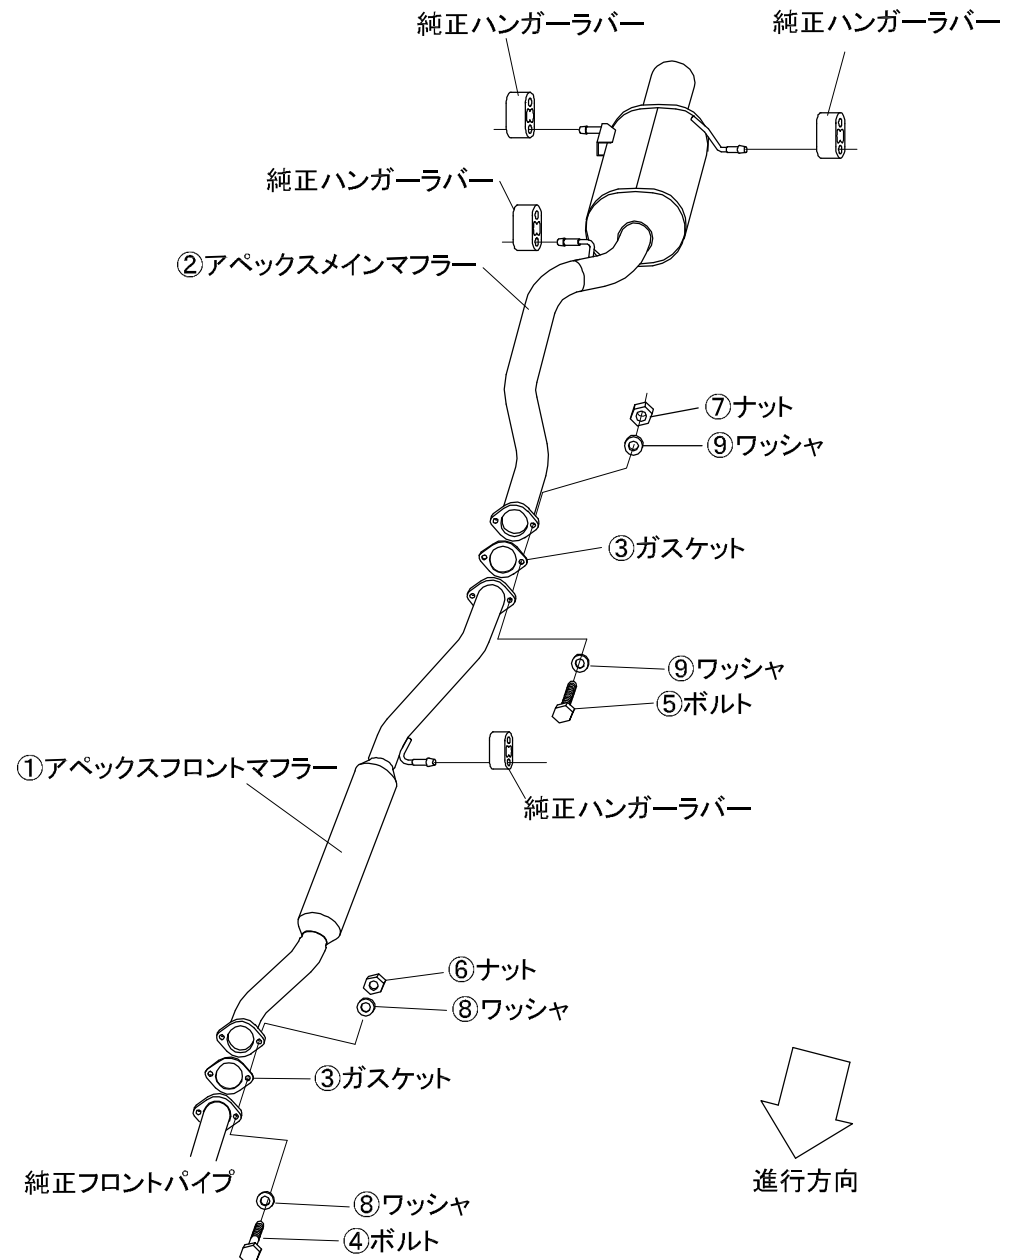 純正ハンガーラバー
純正ハンガーラバー
純正ハンガーラバー
②アペックスメインマフラー
⑦ナット
⑨ワッシャ
③ガスケット
⑨ワッシャ
⑤ボルト
①アペックスフロントマフラー
純正ハンガーラバー
⑥ナット
⑧ワッシャ
③ガスケット
純正フロントパイプ
進行方向
⑧ワッシャ
④ボルト